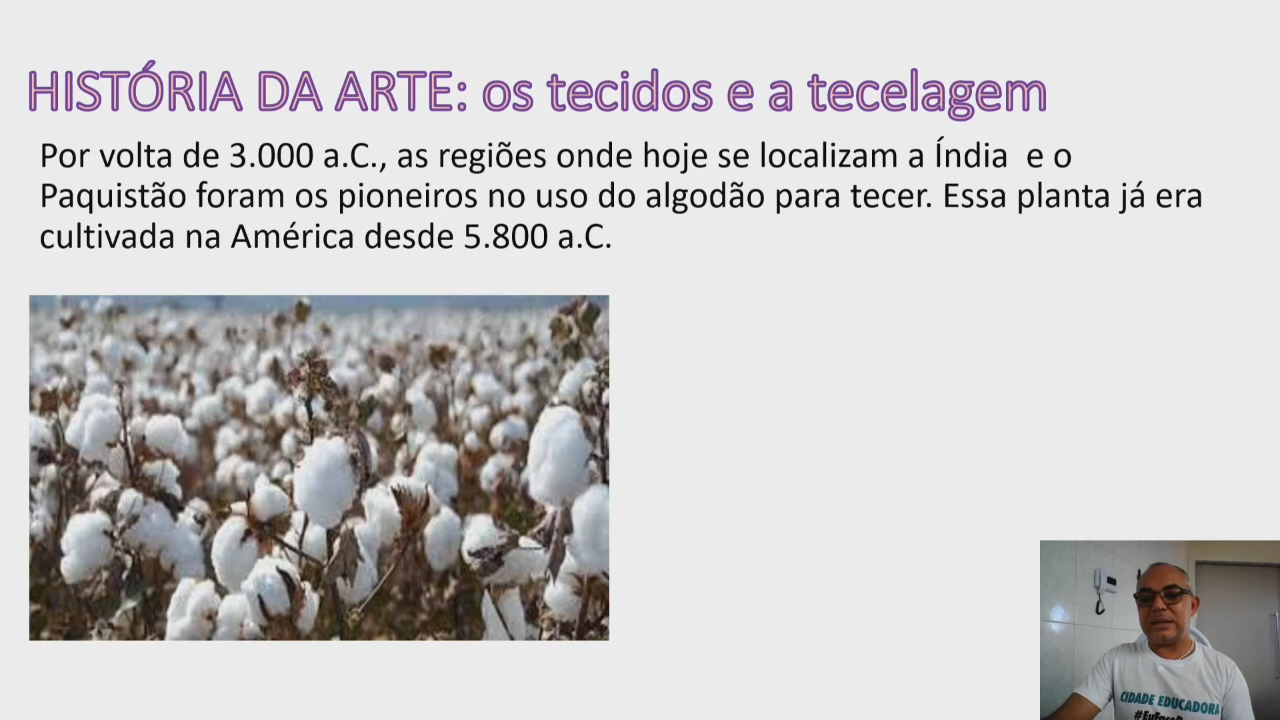 HISTÓRIA DA ARTE: os tecidos e a tecelagem
Por volta de 3.000 a.C., as regiões onde hoje se localizam a Índia e o
Paquistão foram os pioneiros no uso do algodão para tecer. Essa planta já era
cultivada na América desde 5.800 a.C.
CIDADE EDUCADORA